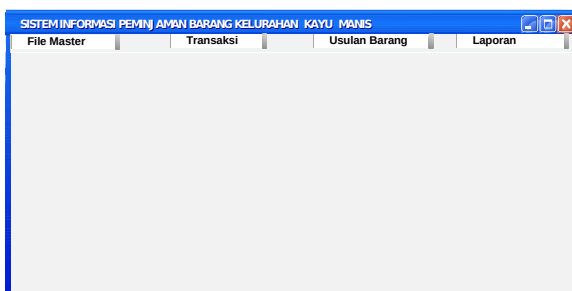 SISTEM INFORMASI PEMINJAMAN BARANG KELURAHAN KAYU MANIS
File Master Transaksi Usulan Barang Laporan